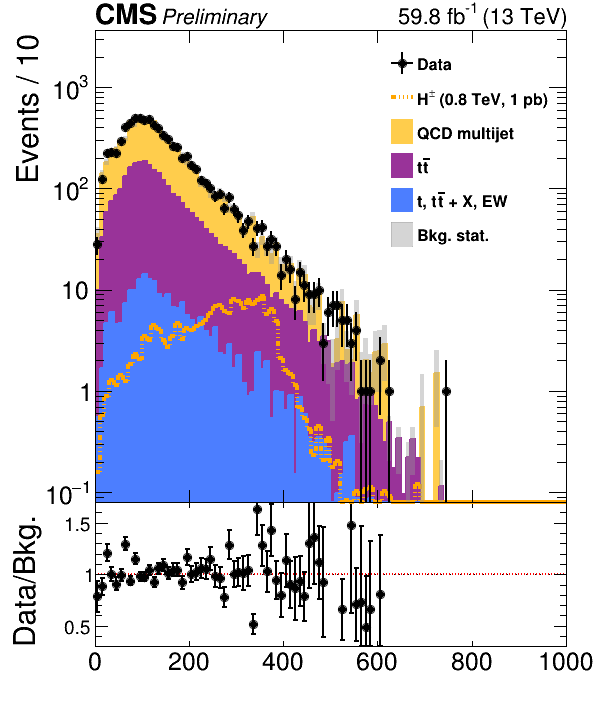 CMS Preliminary 59.8 fb⁻¹ (13 TeV)
Events / 10
10³
10²
10
1
10⁻¹
Data
H± (0.8 TeV, 1 pb)
QCD multijet
tt̄
t, tt̄ + X, EW
Bkg. stat.
Data/Bkg.
1.5
1
0.5
0 200 400 600 800 1000